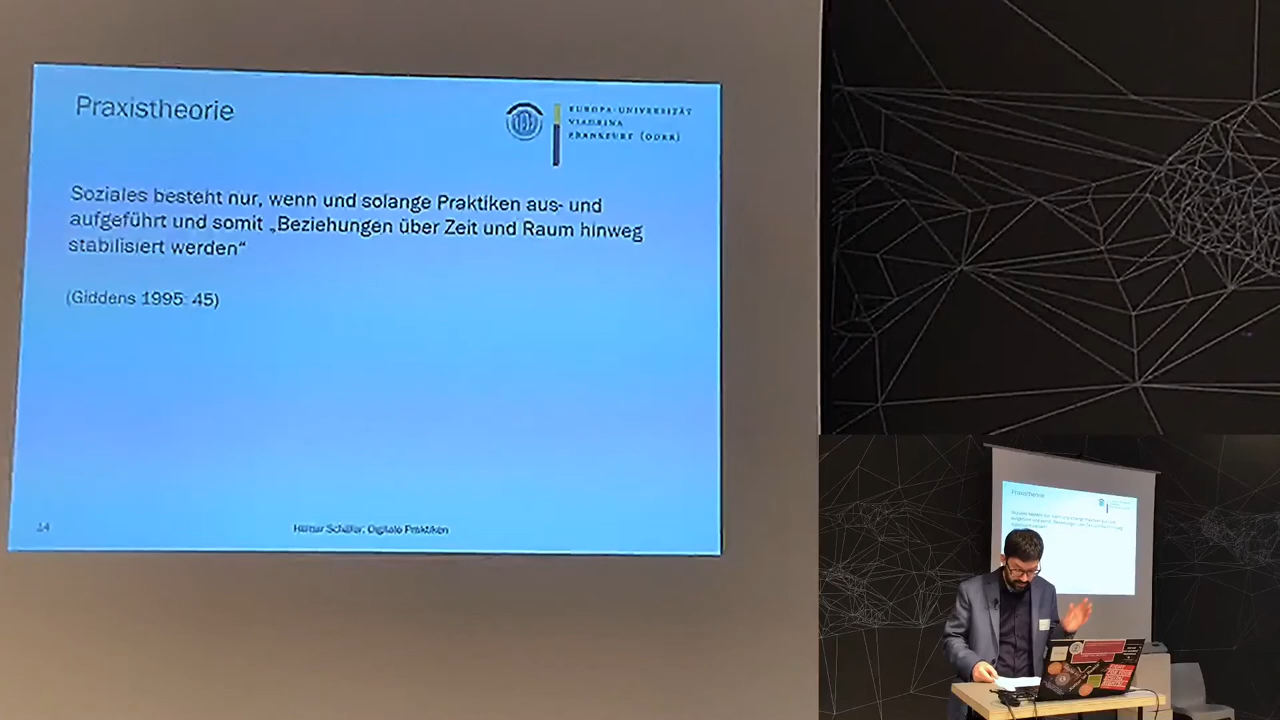 Praxistheorie
EUROPA-UNIVERSITÄT
VIADRINA
FRANKFURT (ODER)
Soziales besteht nur, wenn und solange Praktiken aus- und
aufgeführt und somit „Beziehungen über Zeit und Raum hinweg
stabilisiert werden“
(Giddens 1995: 45)
14
Hilmar Schäfer: Digitale Praktiken
Praxistheorie